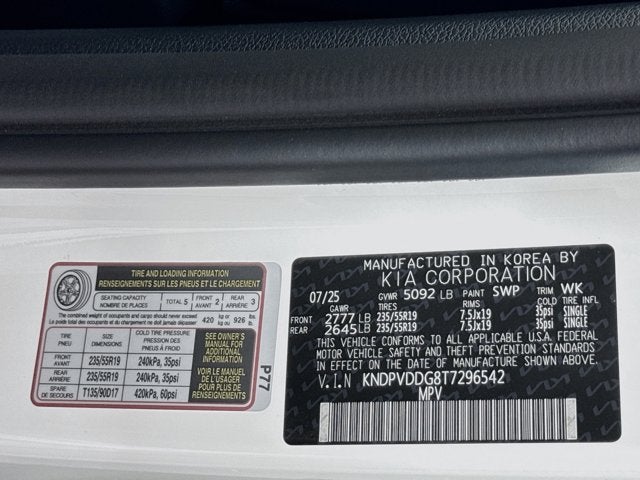 TIRE AND LOADING INFORMATION
RENSEIGNEMENTS SUR LES PNEUS ET LE CHARGEMENT
SEATING CAPACITY
NOMBRE DE PLACES
TOTAL 5
FRONT
AVANT 2
REAR
ARRIÈRE 3
The combined weight of occupants and cargo should never exceed
Le poids total des occupants et du chargement ne doit jamais dépasser
420 kg or
ou 926 lbs.
lb.
TIRE
PNEU
SIZE
DIMENSIONS
COLD TIRE PRESSURE
PRESSION DES PNEUS
À FROID
FRONT
AVANT
235/55R19
240kPa, 35psi
REAR
ARRIÈRE
235/55R19
240kPa, 35psi
SPARE
DE SECOURS
T135/90D17
420kPa, 60psi
SEE OWNER'S
MANUAL FOR
ADDITIONAL
INFORMATION
VOIR LE MANUEL
DE L'USAGER
POUR PLUS DE
RENSEIGNEMENTS
P77
MANUFACTURED IN KOREA BY
KIA CORPORATION
07/25 GVWR 5092 LB PAINT SWP TRIM WK
GAWR TIRES RIMS COLD TIRE INFL
FRONT 2777 LB 235/55R19 7.5Jx19 35psi SINGLE
REAR 2645 LB 235/55R19 7.5Jx19 35psi SINGLE
THIS VEHICLE CONFORMS TO ALL APPLICABLE
U.S.A. FEDERAL MOTOR VEHICLE
SAFETY AND THEFT PREVENTION STANDARDS
IN EFFECT ON THE DATE OF
MANUFACTURE SHOWN ABOVE.
V.I.N KNDPVDDG8T7296542
MPV